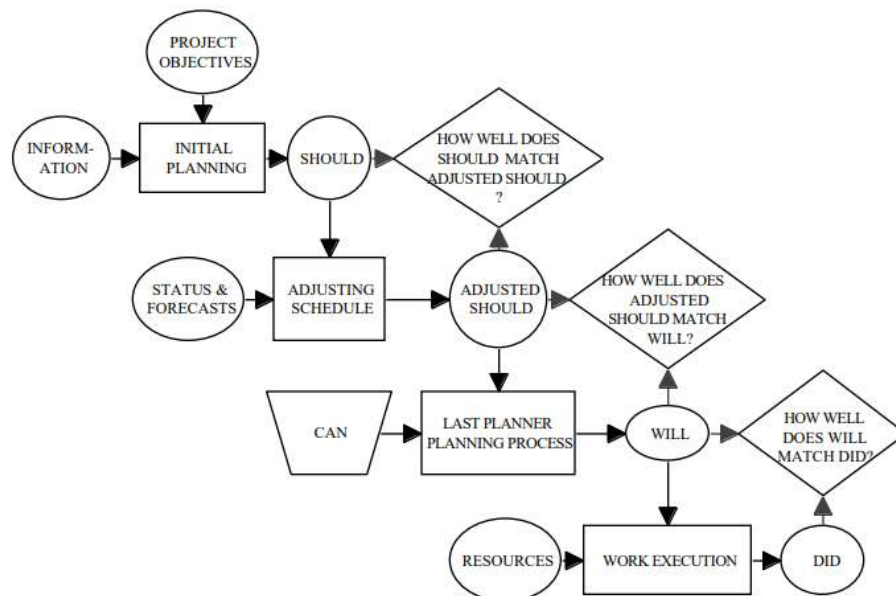 PROJECT
OBJECTIVES
INFORM-
ATION
INITIAL
PLANNING
SHOULD
HOW WELL DOES
SHOULD MATCH
ADJUSTED SHOULD
?
STATUS &
FORECASTS
ADJUSTING
SCHEDULE
ADJUSTED
SHOULD
HOW WELL DOES
ADJUSTED
SHOULD MATCH
WILL?
CAN
LAST PLANNER
PLANNING PROCESS
WILL
HOW WELL
DOES WILL
MATCH DID?
RESOURCES
WORK EXECUTION
DID